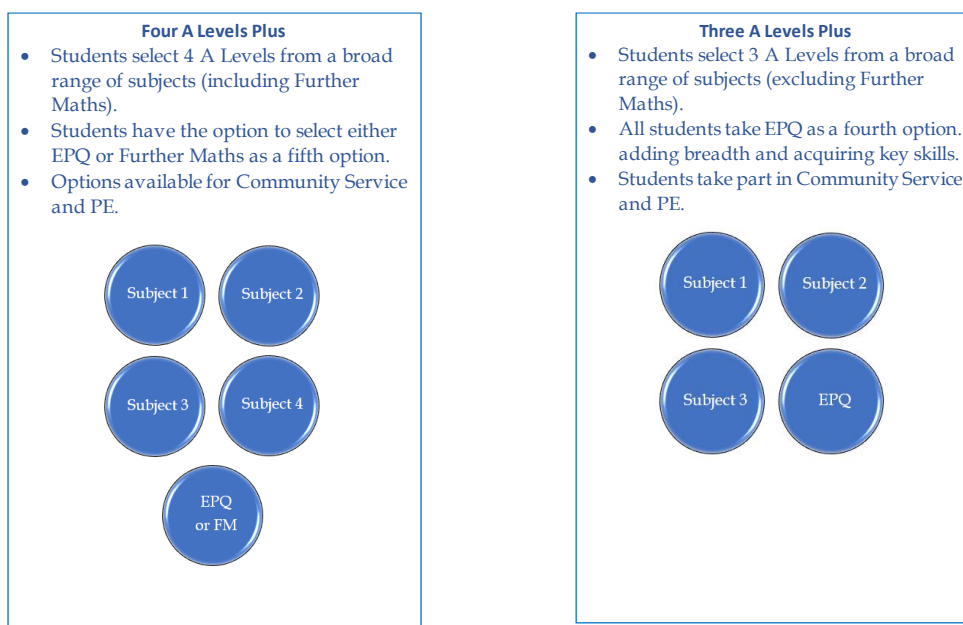 Four A Levels Plus
• Students select 4 A Levels from a broad
range of subjects (including Further
Maths).
• Students have the option to select either
EPQ or Further Maths as a fifth option.
• Options available for Community Service
and PE.
Subject 1
Subject 2
Subject 3
Subject 4
EPQ
or FM
Three A Levels Plus
• Students select 3 A Levels from a broad
range of subjects (excluding Further
Maths).
• All students take EPQ as a fourth option.
adding breadth and acquiring key skills.
• Students take part in Community Service
and PE.
Subject 1
Subject 2
Subject 3
EPQ